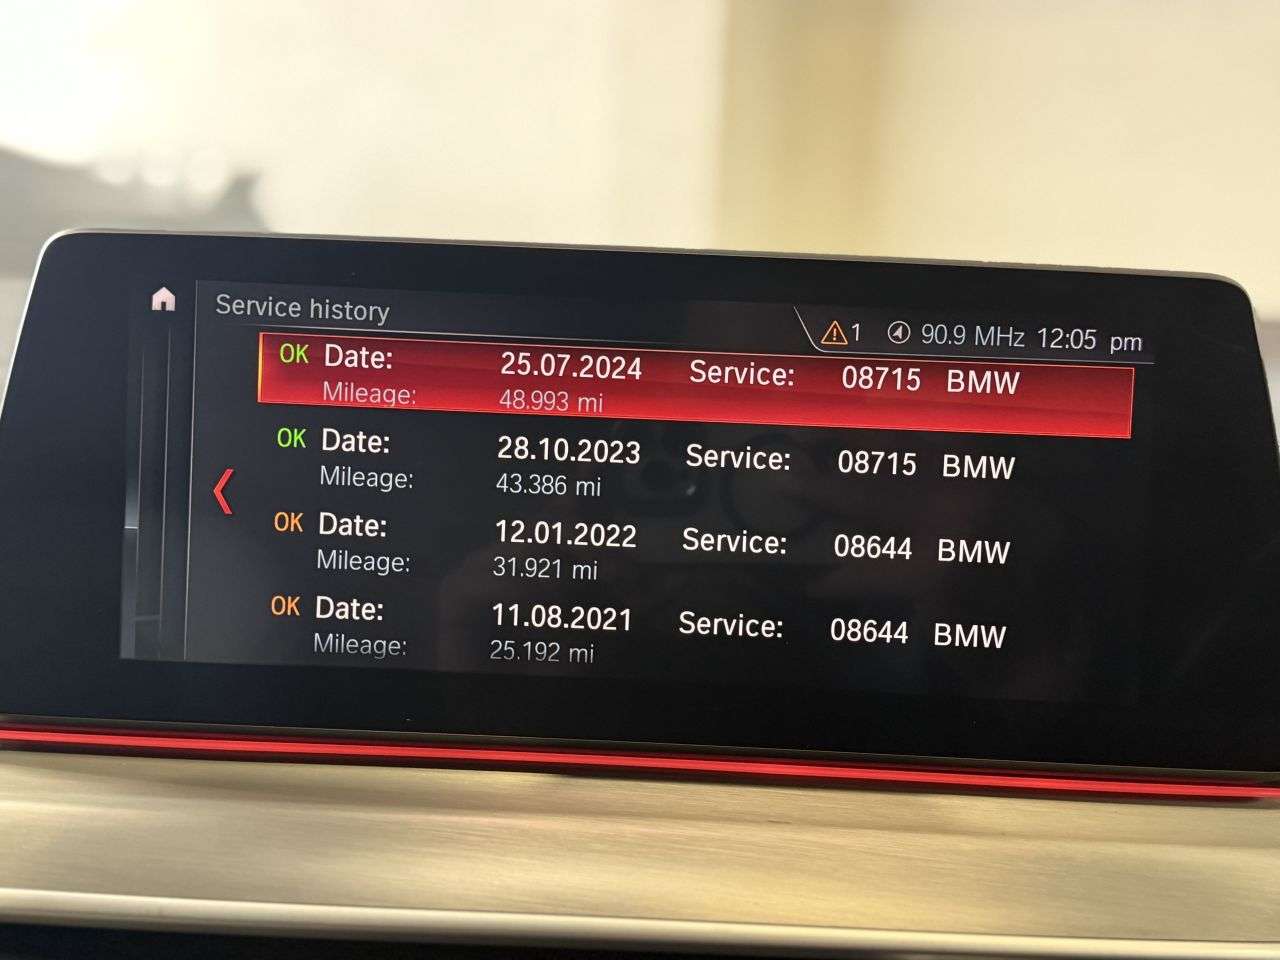 Service history
1 90.9 MHz 12:05 pm
OK Date: 25.07.2024 Service: 08715 BMW
Mileage: 48.993 mi
OK Date: 28.10.2023 Service: 08715 BMW
Mileage: 43.386 mi
OK Date: 12.01.2022 Service: 08644 BMW
Mileage: 31.921 mi
OK Date: 11.08.2021 Service: 08644 BMW
Mileage: 25.192 mi